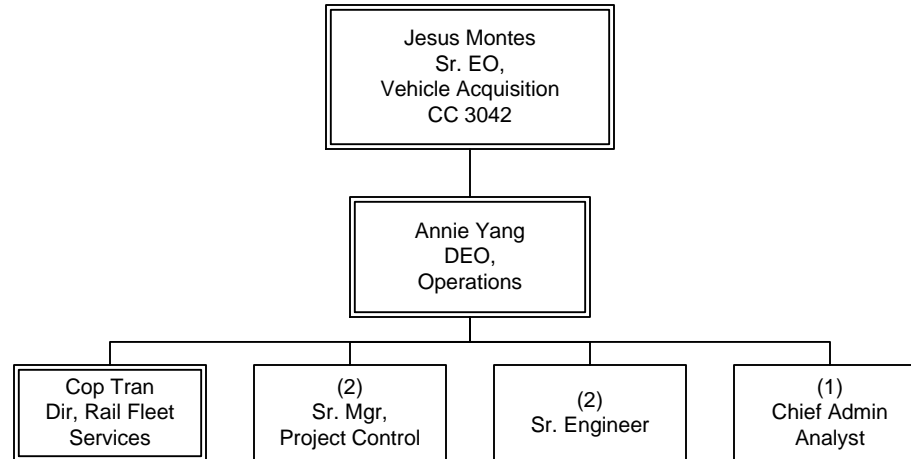 Jesus Montes
Sr. EO,
Vehicle Acquisition
CC 3042
Annie Yang
DEO,
Operations
Cop Tran
Dir, Rail Fleet
Services
(2)
Sr. Mgr,
Project Control
(2)
Sr. Engineer
(1)
Chief Admin
Analyst